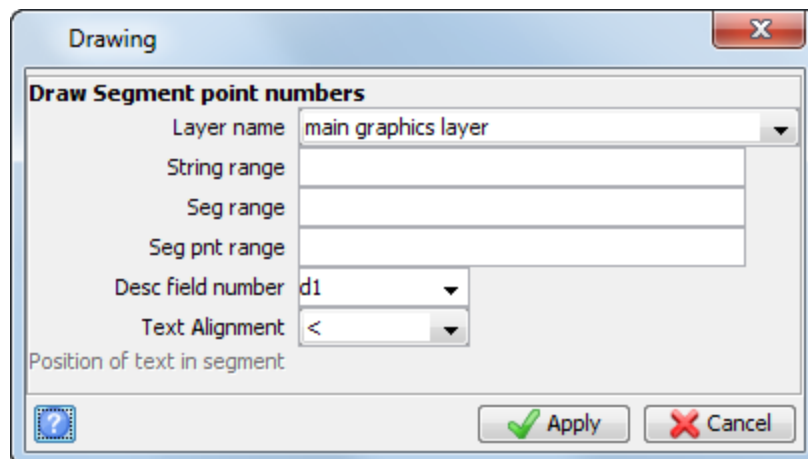 Drawing
Draw Segment point numbers
Layer name main graphics layer
String range
Seg range
Seg pnt range
Desc field number d1
Text Alignment <
Position of text in segment
? Apply Cancel